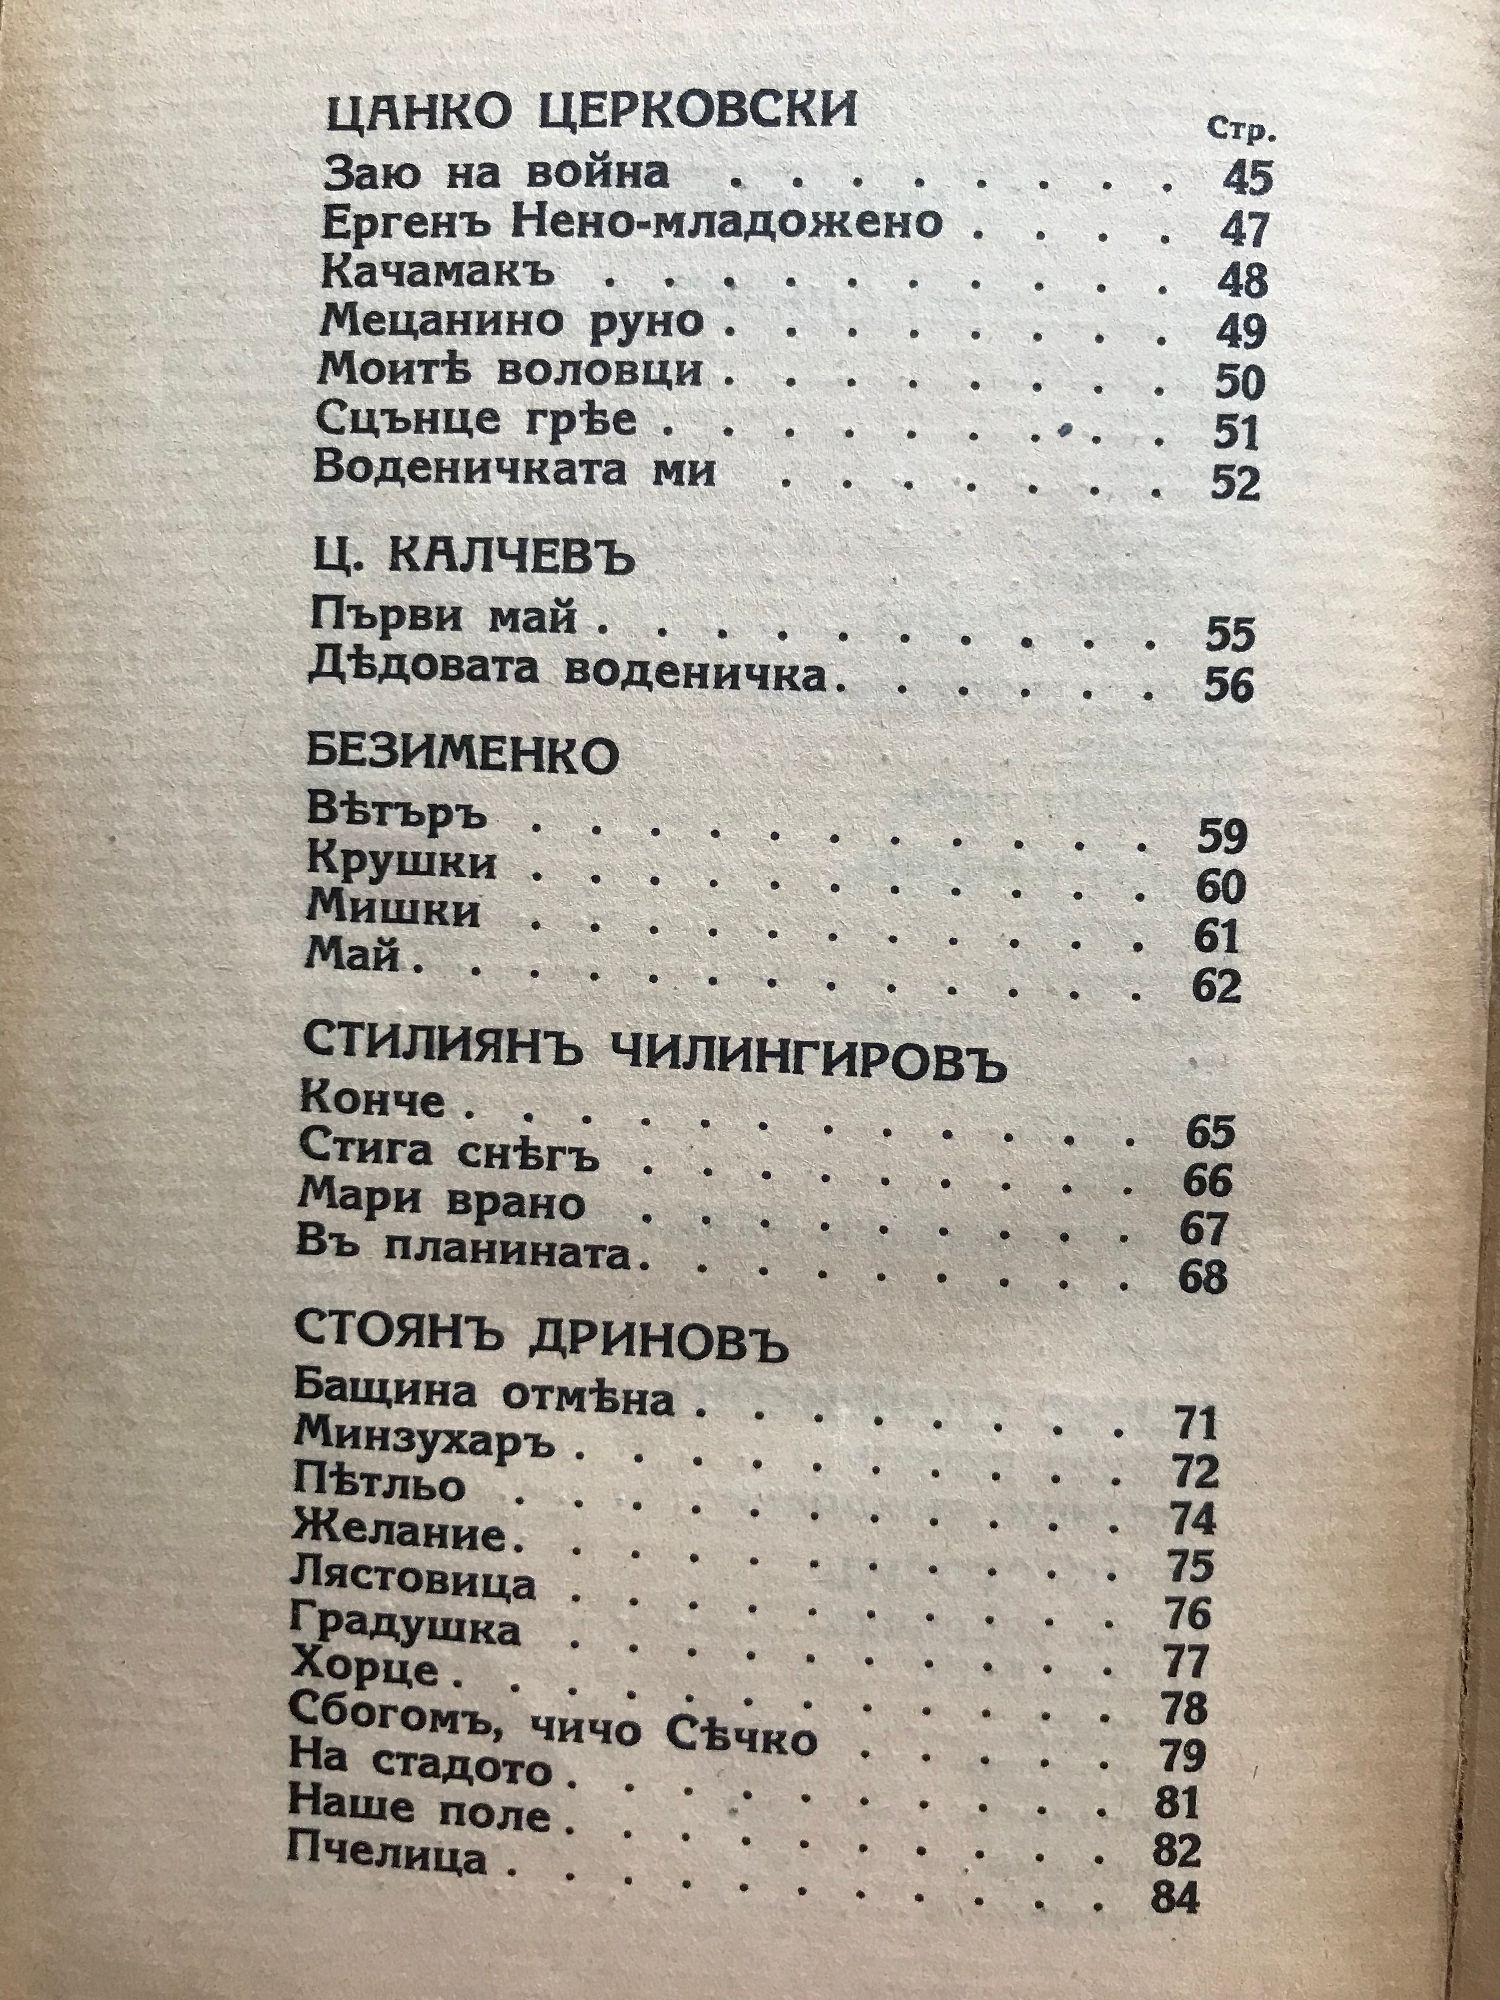 ЦАНКО ЦЕРКОВСКИ
Стр.
Заю на война . . . . . . . . 45
Ергенъ Нено-младожено . . . . 47
Качамакъ . . . . . . . . . . 48
Мецанино руно . . . . . . . . 49
Моитѣ воловци . . . . . . . . 50
Сцънце грѣе . . . . . . . . . 51
Воденичката ми . . . . . . . 52
Ц. КАЛЧЕВЪ
Първи май . . . . . . . . . . 55
Дѣдовата воденичка . . . . . . 56
БЕЗИМЕНКО
Вѣтъръ . . . . . . . . . . . 59
Крушки . . . . . . . . . . . 60
Мишки . . . . . . . . . . . 61
Май . . . . . . . . . . . . . 62
СТИЛИЯНЪ ЧИЛИНГИРОВЪ
Конче . . . . . . . . . . . . 65
Стига снѣгъ . . . . . . . . . 66
Мари врано . . . . . . . . . 67
Въ планината . . . . . . . . . 68
СТОЯНЪ ДРИНОВЪ
Бащина отмѣна . . . . . . . . 71
Минзухаръ . . . . . . . . . . 72
Пѣтльо . . . . . . . . . . . 74
Желание . . . . . . . . . . . 75
Лястовица . . . . . . . . . . 76
Градушка . . . . . . . . . . 77
Хорце . . . . . . . . . . . . 78
Сбогомъ, чичо Сѣчко . . . . . 79
На стадото . . . . . . . . . . 81
Наше поле . . . . . . . . . . 82
Пчелица . . . . . . . . . . . 84